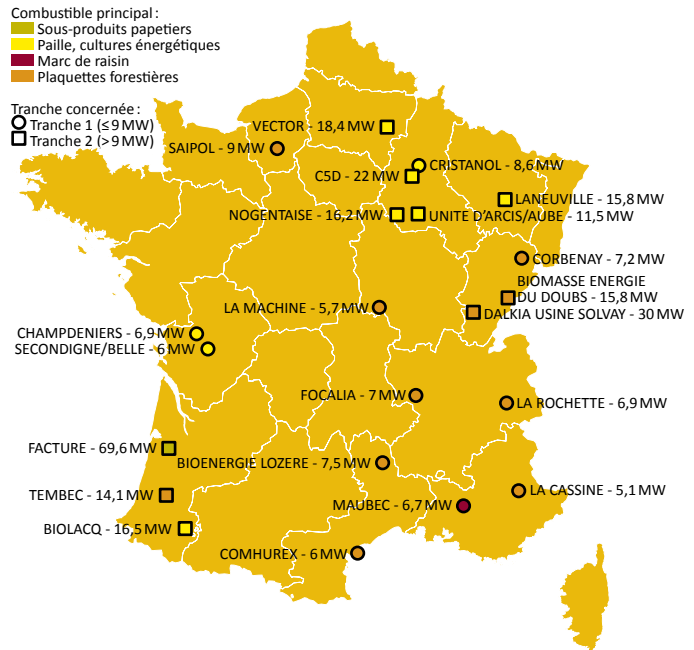 Combustible principal :
Sous-produits papetiers
Paille, cultures énergétiques
Marc de raisin
Plaquettes forestières
Tranche concernée :
Tranche 1 (≤ 9 MW)
Tranche 2 (> 9 MW)
VECTOR - 18,4 MW
SAIPOL - 9 MW
CRISTANOL - 8,6 MW
C5D - 22 MW
LANEUVILLE - 15,8 MW
NOGENTAISE - 16,2 MW
UNITE D'ARCIS/AUBE - 11,5 MW
CORBENAY - 7,2 MW
BIOMASSE ENERGIE
DU DOUBS - 15,8 MW
LA MACHINE - 5,7 MW
DALKIA USINE SOLVAY - 30 MW
CHAMPDENIERS - 6,9 MW
SECONDIGNE/BELLE - 6 MW
FOCALIA - 7 MW
LA ROCHETTE - 6,9 MW
FACTURE - 69,6 MW
BIOENERGIE LOZERE - 7,5 MW
TEMBEC - 14,1 MW
LA CASSINE - 5,1 MW
MAUBEC - 6,7 MW
BIOLACQ - 16,5 MW
COMHUREX - 6 MW